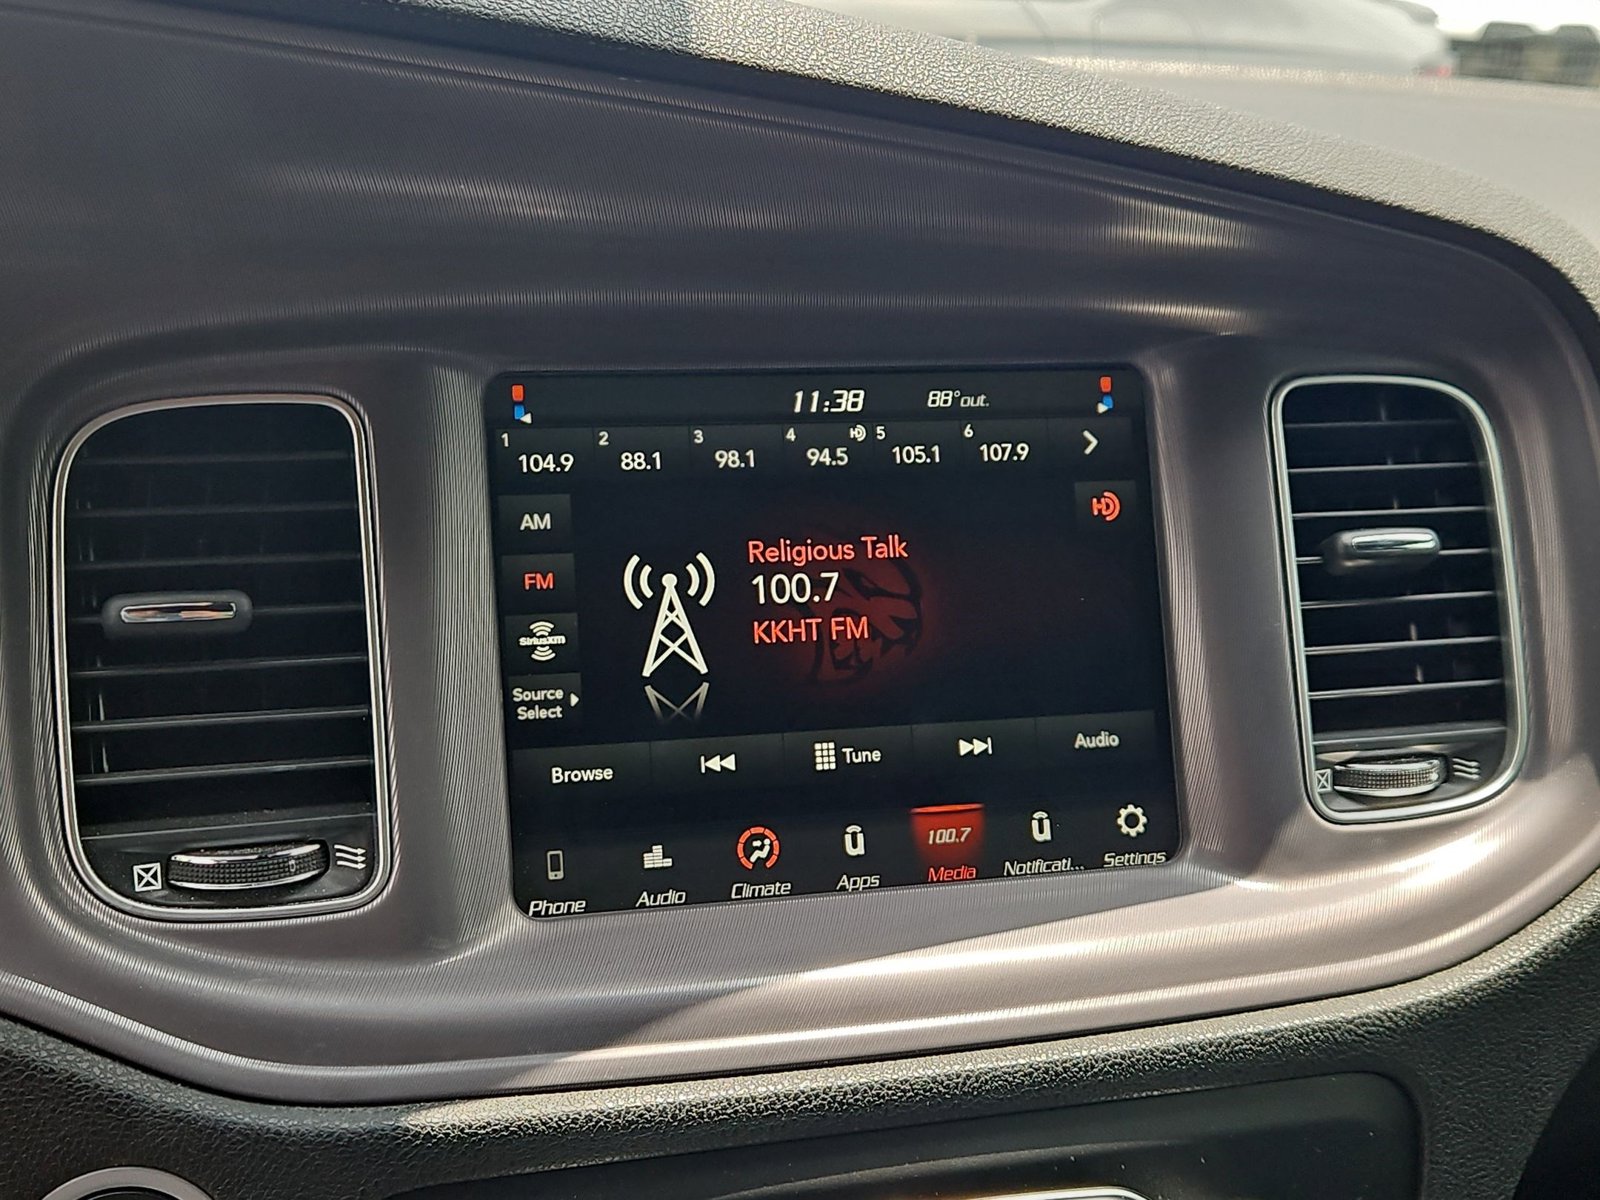 11:38 88°out.
1 2 3 4 HD 5 6
104.9 88.1 98.1 94.5 105.1 107.9
AM
HD
FM
Religious Talk
100.7
KKHT FM
SiriusXM
Source
Select
Browse Tune Audio
100.7
Phone Audio Climate Apps Media Notificati... Settings